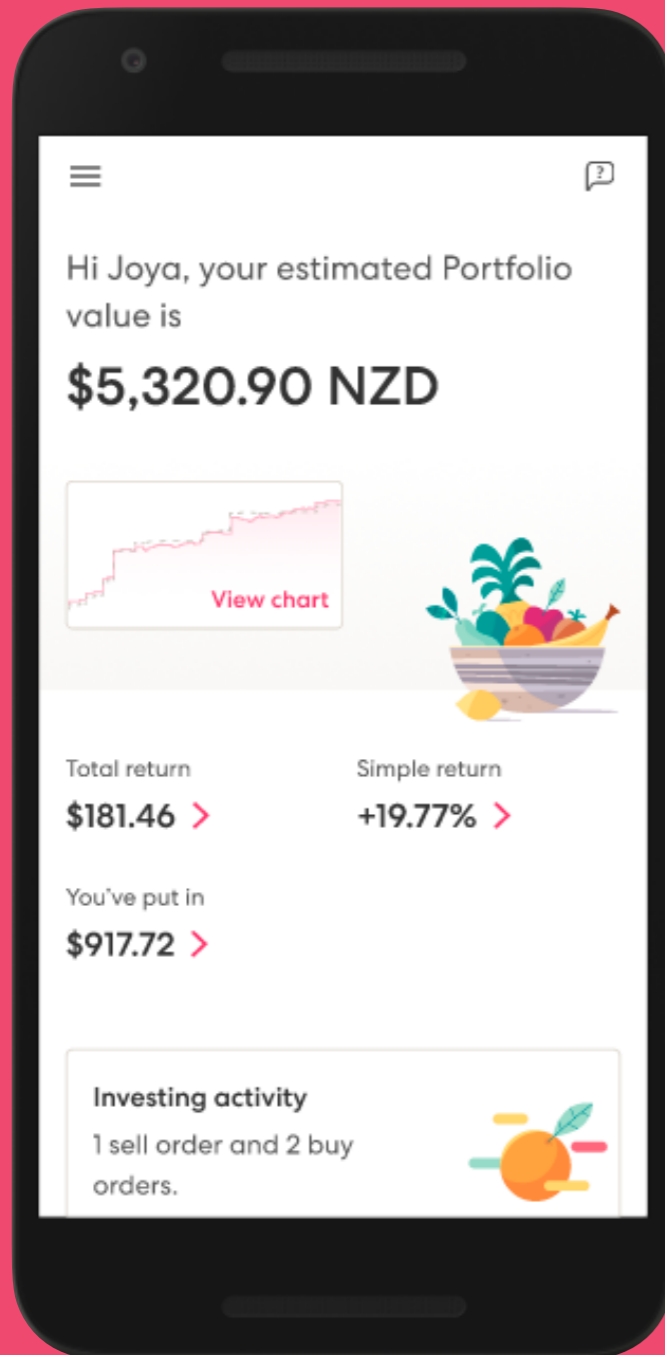 Hi Joya, your estimated Portfolio
value is
$5,320.90 NZD
View chart
Total return
Simple return
$181.46
+19.77%
You've put in
$917.72
Investing activity
1 sell order and 2 buy
orders.